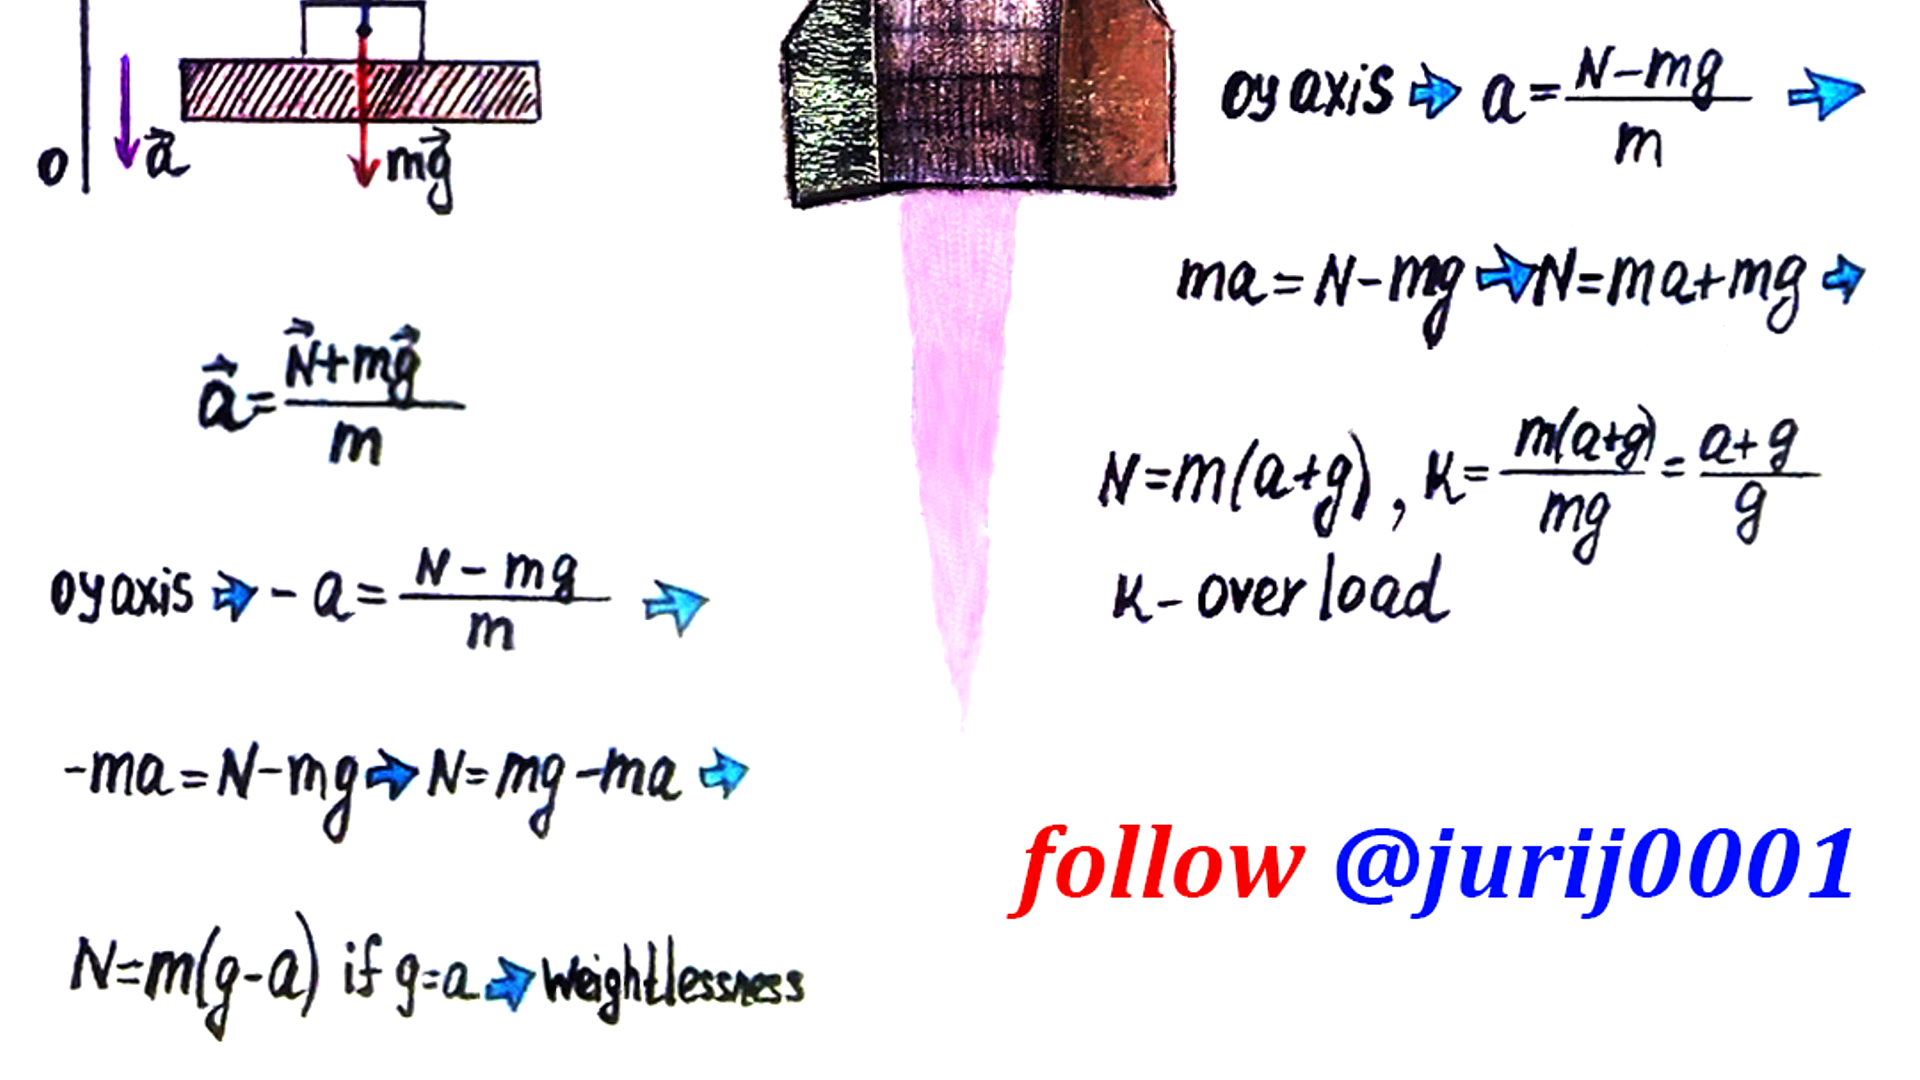 O
a⃗
mg⃗
a⃗ = (N⃗ + mg⃗) / m
oy axis ⇒ - a = (N - mg) / m ⇒
-ma = N - mg ⇒ N = mg - ma ⇒
N = m(g - a) if g = a ⇒ weightlessness
oy axis ⇒ a = (N - mg) / m ⇒
ma = N - mg ⇒ N = ma + mg ⇒
N = m(a + g), K = m(a + g) / mg = (a + g) / g
K - over load
follow @jurij0001